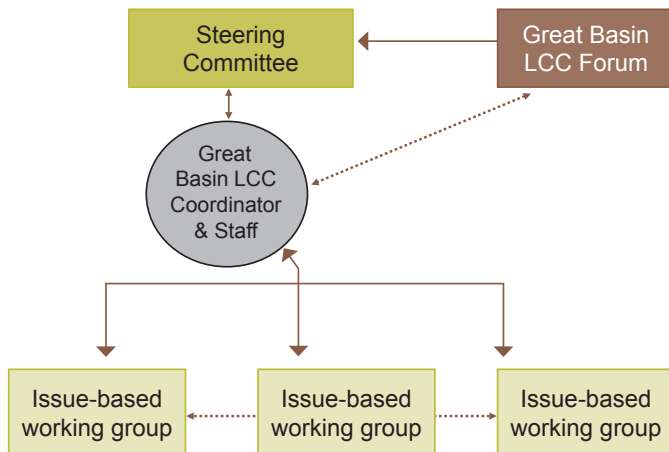 Steering
Committee
Great Basin
LCC Forum
Great
Basin LCC
Coordinator
& Staff
Issue-based
working group
Issue-based
working group
Issue-based
working group